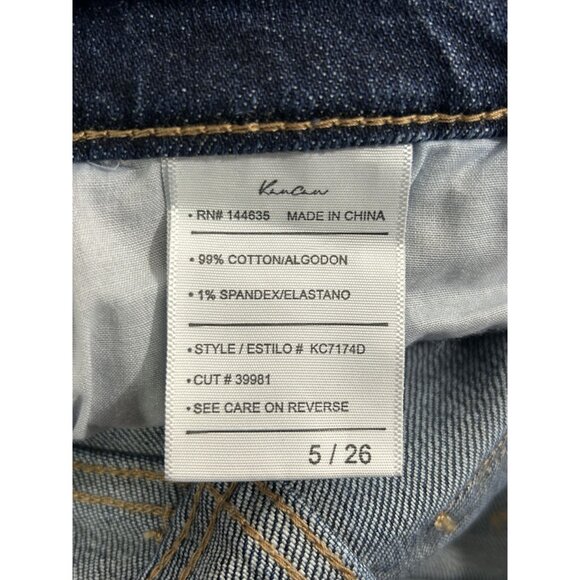 KanCan
• RN# 144635 MADE IN CHINA
• 99% COTTON/ALGODON
• 1% SPANDEX/ELASTANO
• STYLE / ESTILO # KC7174D
• CUT # 39981
• SEE CARE ON REVERSE
5 / 26